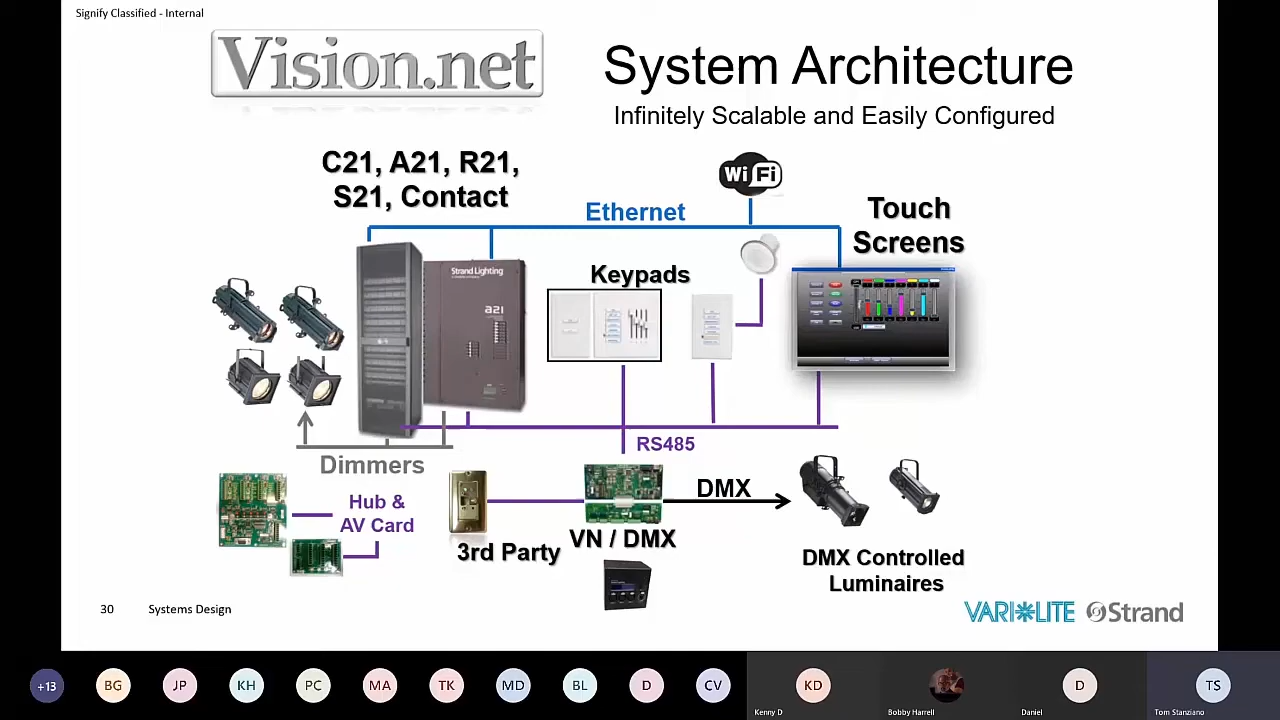 Signify Classified - Internal
Vision.net
System Architecture
Infinitely Scalable and Easily Configured
C21, A21, R21,
S21, Contact
Wi Fi
Ethernet
Touch
Screens
Strand Lighting
a21
Keypads
RS485
Dimmers
Hub &
AV Card
3rd Party
VN / DMX
DMX
DMX Controlled
Luminaires
30
Systems Design
VARI LITE
Strand
+13
BG
JP
KH
PC
MA
TK
MD
BL
D
CV
KD
Kenny D
Bobby Harrell
D
Daniel
TS
Tom Stanziano